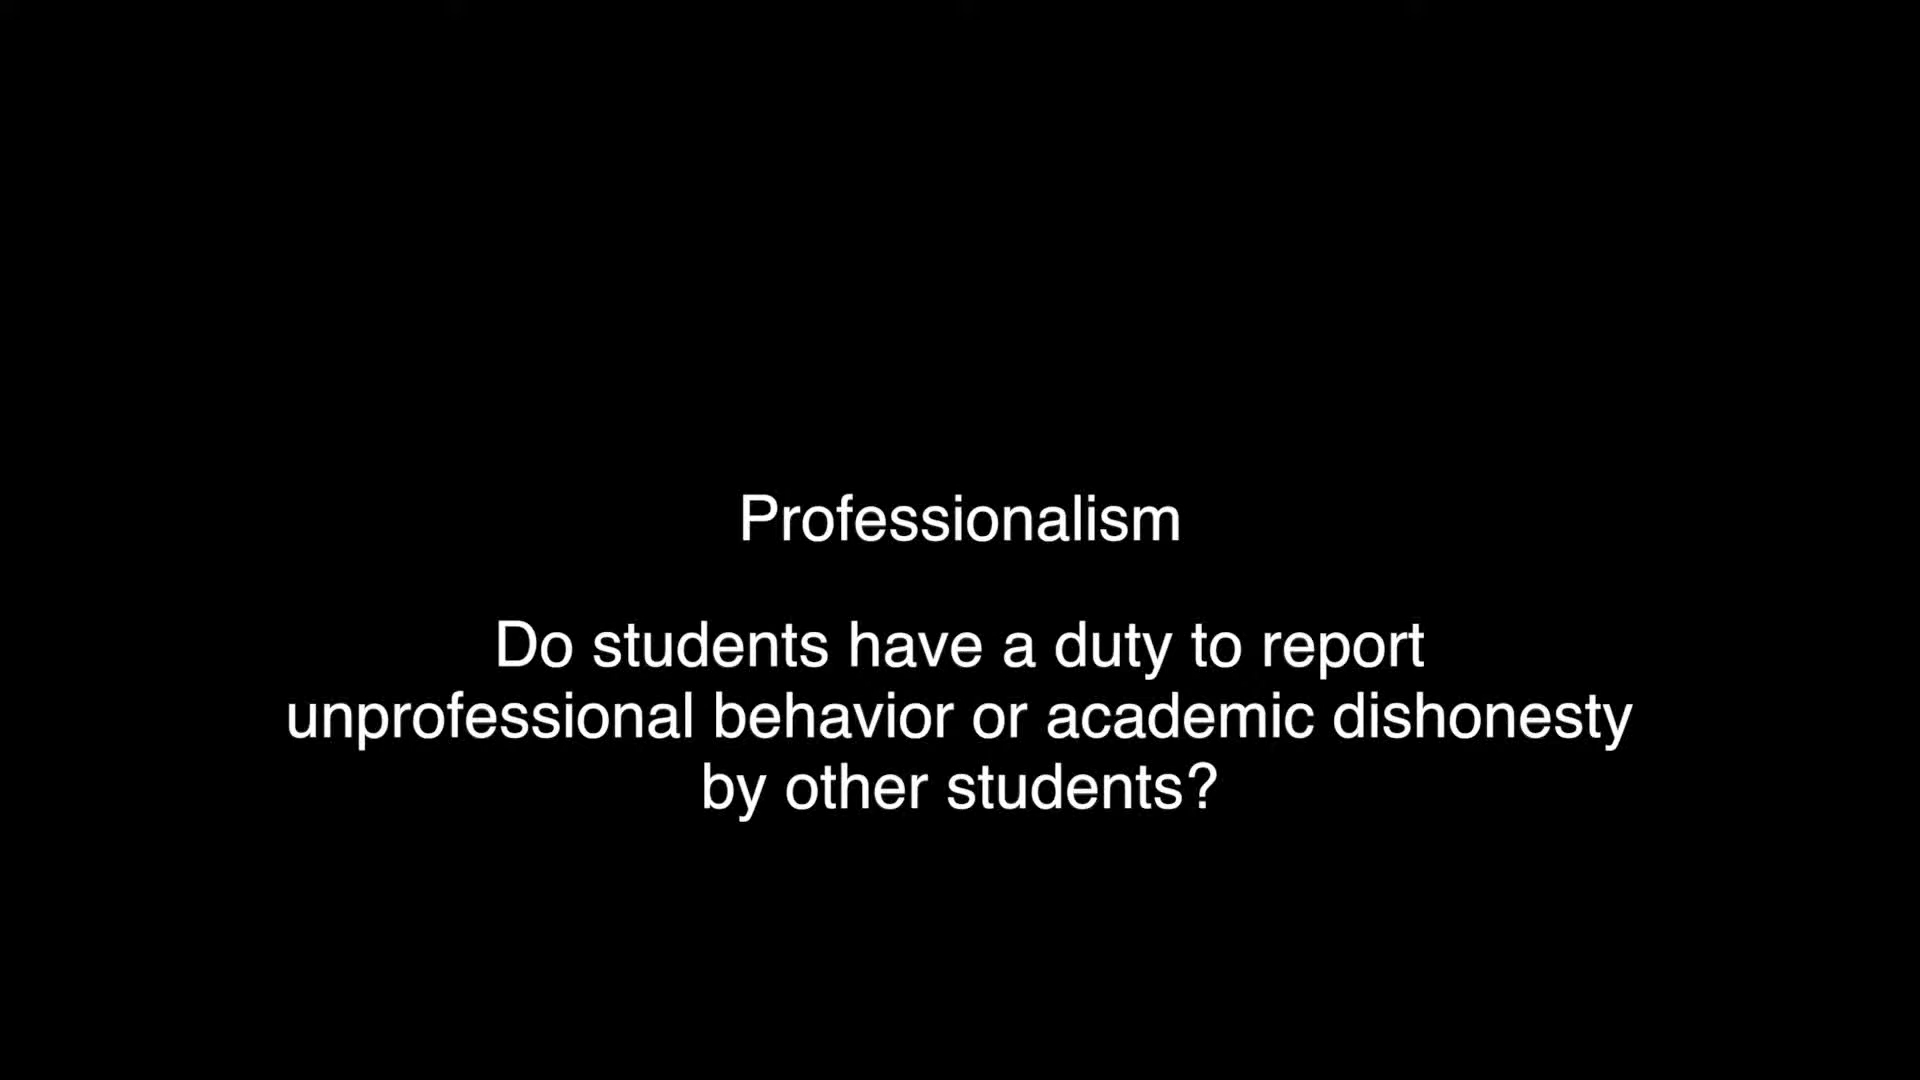 Professionalism
Do students have a duty to report
unprofessional behavior or academic dishonesty
by other students?